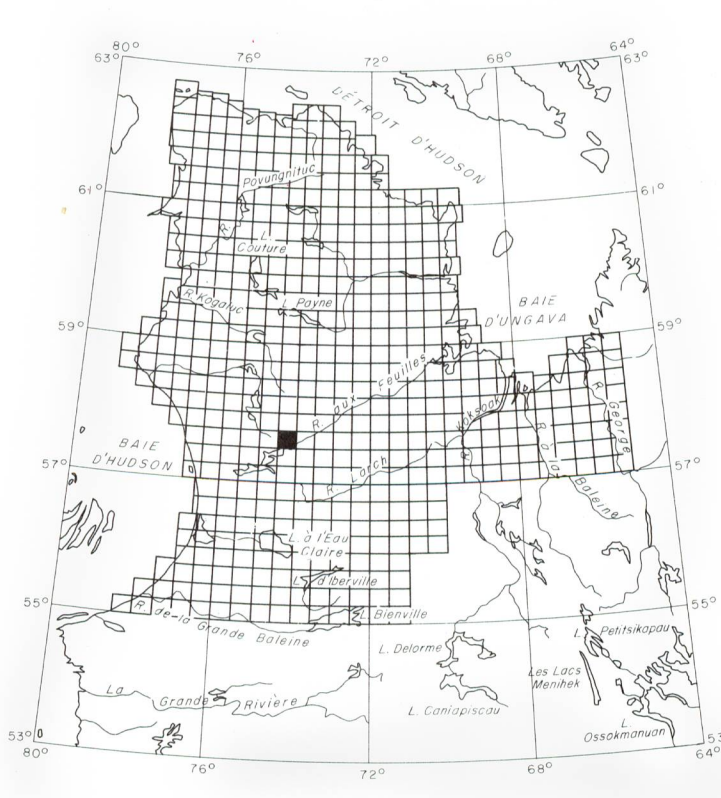 80°
63°
76°
72°
68°
64°
63°
DÉTROIT D'HUDSON
Povungnituc
R.
61°
61°
L.
Couture
R. Kogaluc
L. Payne
BAIE
D'UNGAVA
59°
59°
R. aux Feuilles
Koksoak
R.
R. à la
Baleine
R. George
BAIE
D'HUDSON
57°
57°
R. Larch
L. à l'Eau
Claire
L. d'Iberville
55°
55°
R. de-la Grande Baleine
L. Bienville
L. Delorme
L. Petitsikapau
Les Lacs
Menihek
La Grande Rivière
L. Caniapiscau
L.
Ossokmanuan
53°
80°
76°
72°
68°
53°
64°